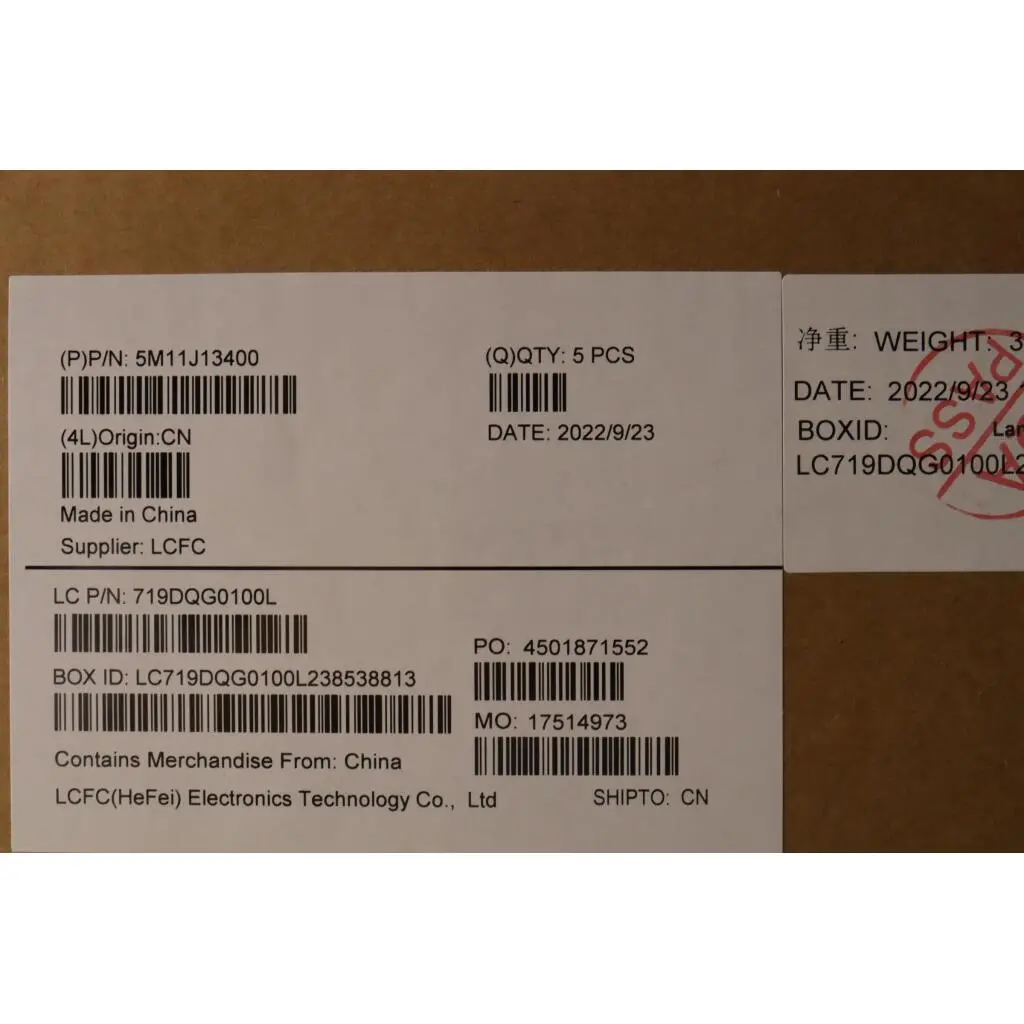 (P)P/N: 5M11J13400
(Q)QTY: 5 PCS
(4L)Origin:CN
DATE: 2022/9/23
Made in China
Supplier: LCFC
LC P/N: 719DQG0100L
PO: 4501871552
BOX ID: LC719DQG0100L238538813
MO: 17514973
Contains Merchandise From: China
LCFC(HeFei) Electronics Technology Co., Ltd
SHIPTO: CN
净重: WEIGHT: 3
DATE: 2022/9/23
BOXID:
LC719DQG0100L2
PASS